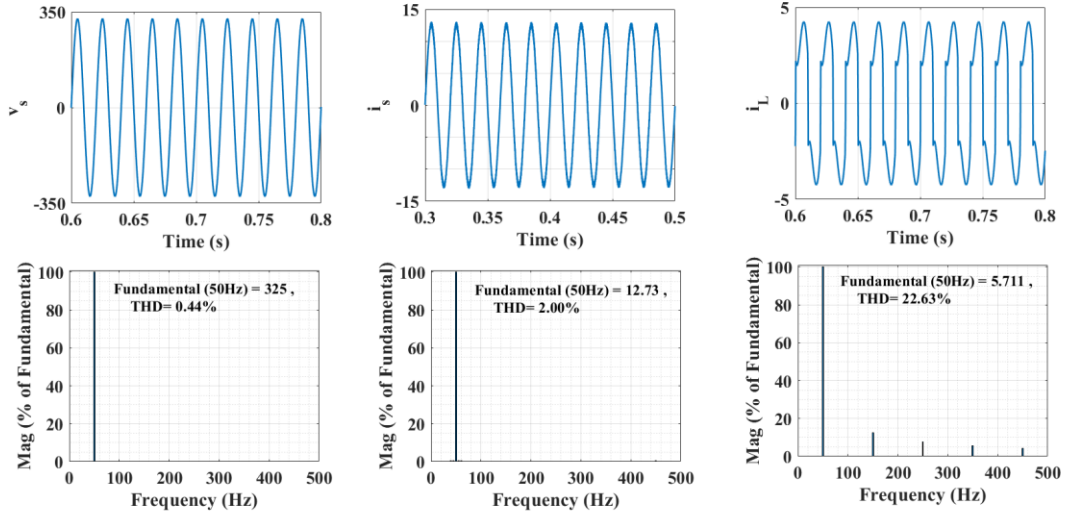 350
0
-350
v_s
0.6 0.65 0.7 0.75 0.8
Time (s)
15
0
-15
i_s
0.3 0.35 0.4 0.45 0.5
Time (s)
5
0
-5
i_L
0.6 0.65 0.7 0.75 0.8
Time (s)
100
80
60
40
20
0
Mag (% of Fundamental)
Fundamental (50Hz) = 325 ,
THD= 0.44%
0 100 200 300 400 500
Frequency (Hz)
100
80
60
40
20
0
Mag (% of Fundamental)
Fundamental (50Hz) = 12.73 ,
THD= 2.00%
0 100 200 300 400 500
Frequency (Hz)
100
80
60
40
20
0
Mag (% of Fundamental)
Fundamental (50Hz) = 5.711 ,
THD= 22.63%
0 100 200 300 400 500
Frequency (Hz)